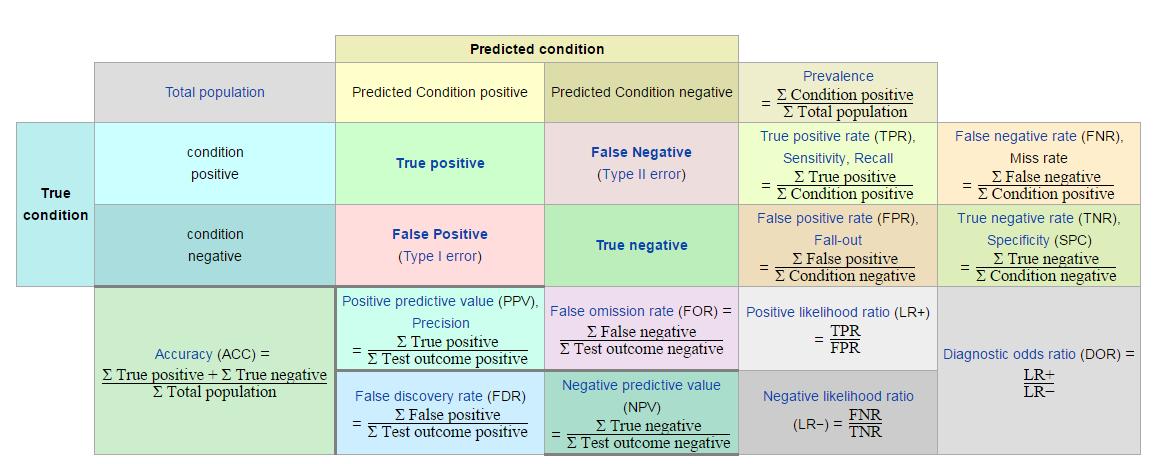 Predicted condition
Total population
Predicted Condition positive
Predicted Condition negative
Prevalence
= Σ Condition positive
Σ Total population
True
condition
condition
positive
True positive
False Negative
(Type II error)
True positive rate (TPR),
Sensitivity, Recall
= Σ True positive
Σ Condition positive
False negative rate (FNR),
Miss rate
= Σ False negative
Σ Condition positive
condition
negative
False Positive
(Type I error)
True negative
False positive rate (FPR),
Fall-out
= Σ False positive
Σ Condition negative
True negative rate (TNR),
Specificity (SPC)
= Σ True negative
Σ Condition negative
Accuracy (ACC) =
Σ True positive + Σ True negative
Σ Total population
Positive predictive value (PPV),
Precision
= Σ True positive
Σ Test outcome positive
False omission rate (FOR) =
Σ False negative
Σ Test outcome negative
Positive likelihood ratio (LR+)
= TPR
FPR
Diagnostic odds ratio (DOR) =
LR+
LR−
False discovery rate (FDR)
= Σ False positive
Σ Test outcome positive
Negative predictive value
(NPV)
= Σ True negative
Σ Test outcome negative
Negative likelihood ratio
(LR−) = FNR
TNR